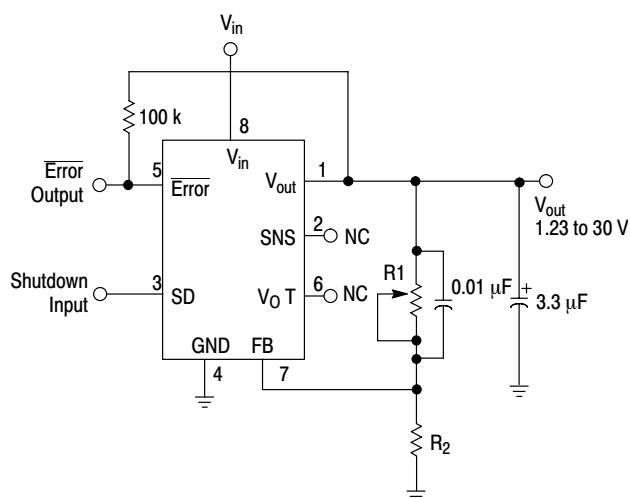 Vin
100 k
8
5
Error
Output
Error
Vin
Vout
1
Vout
1.23 to 30 V
SNS
2
NC
Shutdown
Input
3
SD
VO T
6
NC
R1
0.01 μF
+
3.3 μF
GND
FB
4
7
R2